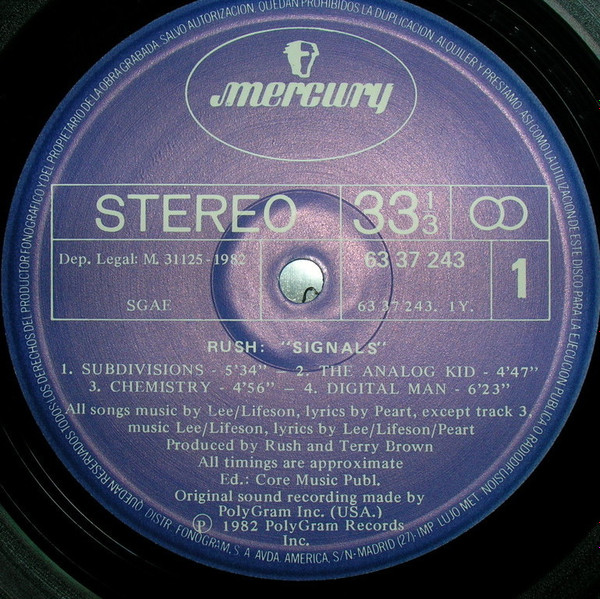 QUEDAN RESERVADOS TODOS LOS DERECHOS DEL PRODUCTOR FONOGRAFICO Y DEL PROPIETARIO DE LA OBRA GRABADA. SALVO AUTORIZACION, QUEDAN PROHIBIDOS LA DUPLICACION, ALQUILER Y PRESTAMO, ASI COMO LA UTILIZACION DE ESTE DISCO PARA LA EJECUCION PUBLICA O RADIODIFUSION
mercury
STEREO 33 1/3
Dep. Legal: M. 31125-1982 63 37 243 1
SGAE 63 37 243. 1Y.
RUSH: "SIGNALS"
1. SUBDIVISIONS - 5'34" 2. THE ANALOG KID - 4'47"
3. CHEMISTRY - 4'56" – 4. DIGITAL MAN - 6'23"
All songs music by Lee/Lifeson, lyrics by Peart, except track 3,
music Lee/Lifeson, lyrics by Lee/Lifeson/Peart
Produced by Rush and Terry Brown
All timings are approximate
Ed.: Core Music Publ.
Original sound recording made by
PolyGram Inc. (USA.)
℗ 1982 PolyGram Records
Inc.
DISTR. FONOGRAM, S. A. AVDA. AMERICA, S/N-MADRID (27)- IMP. LUJO MET.